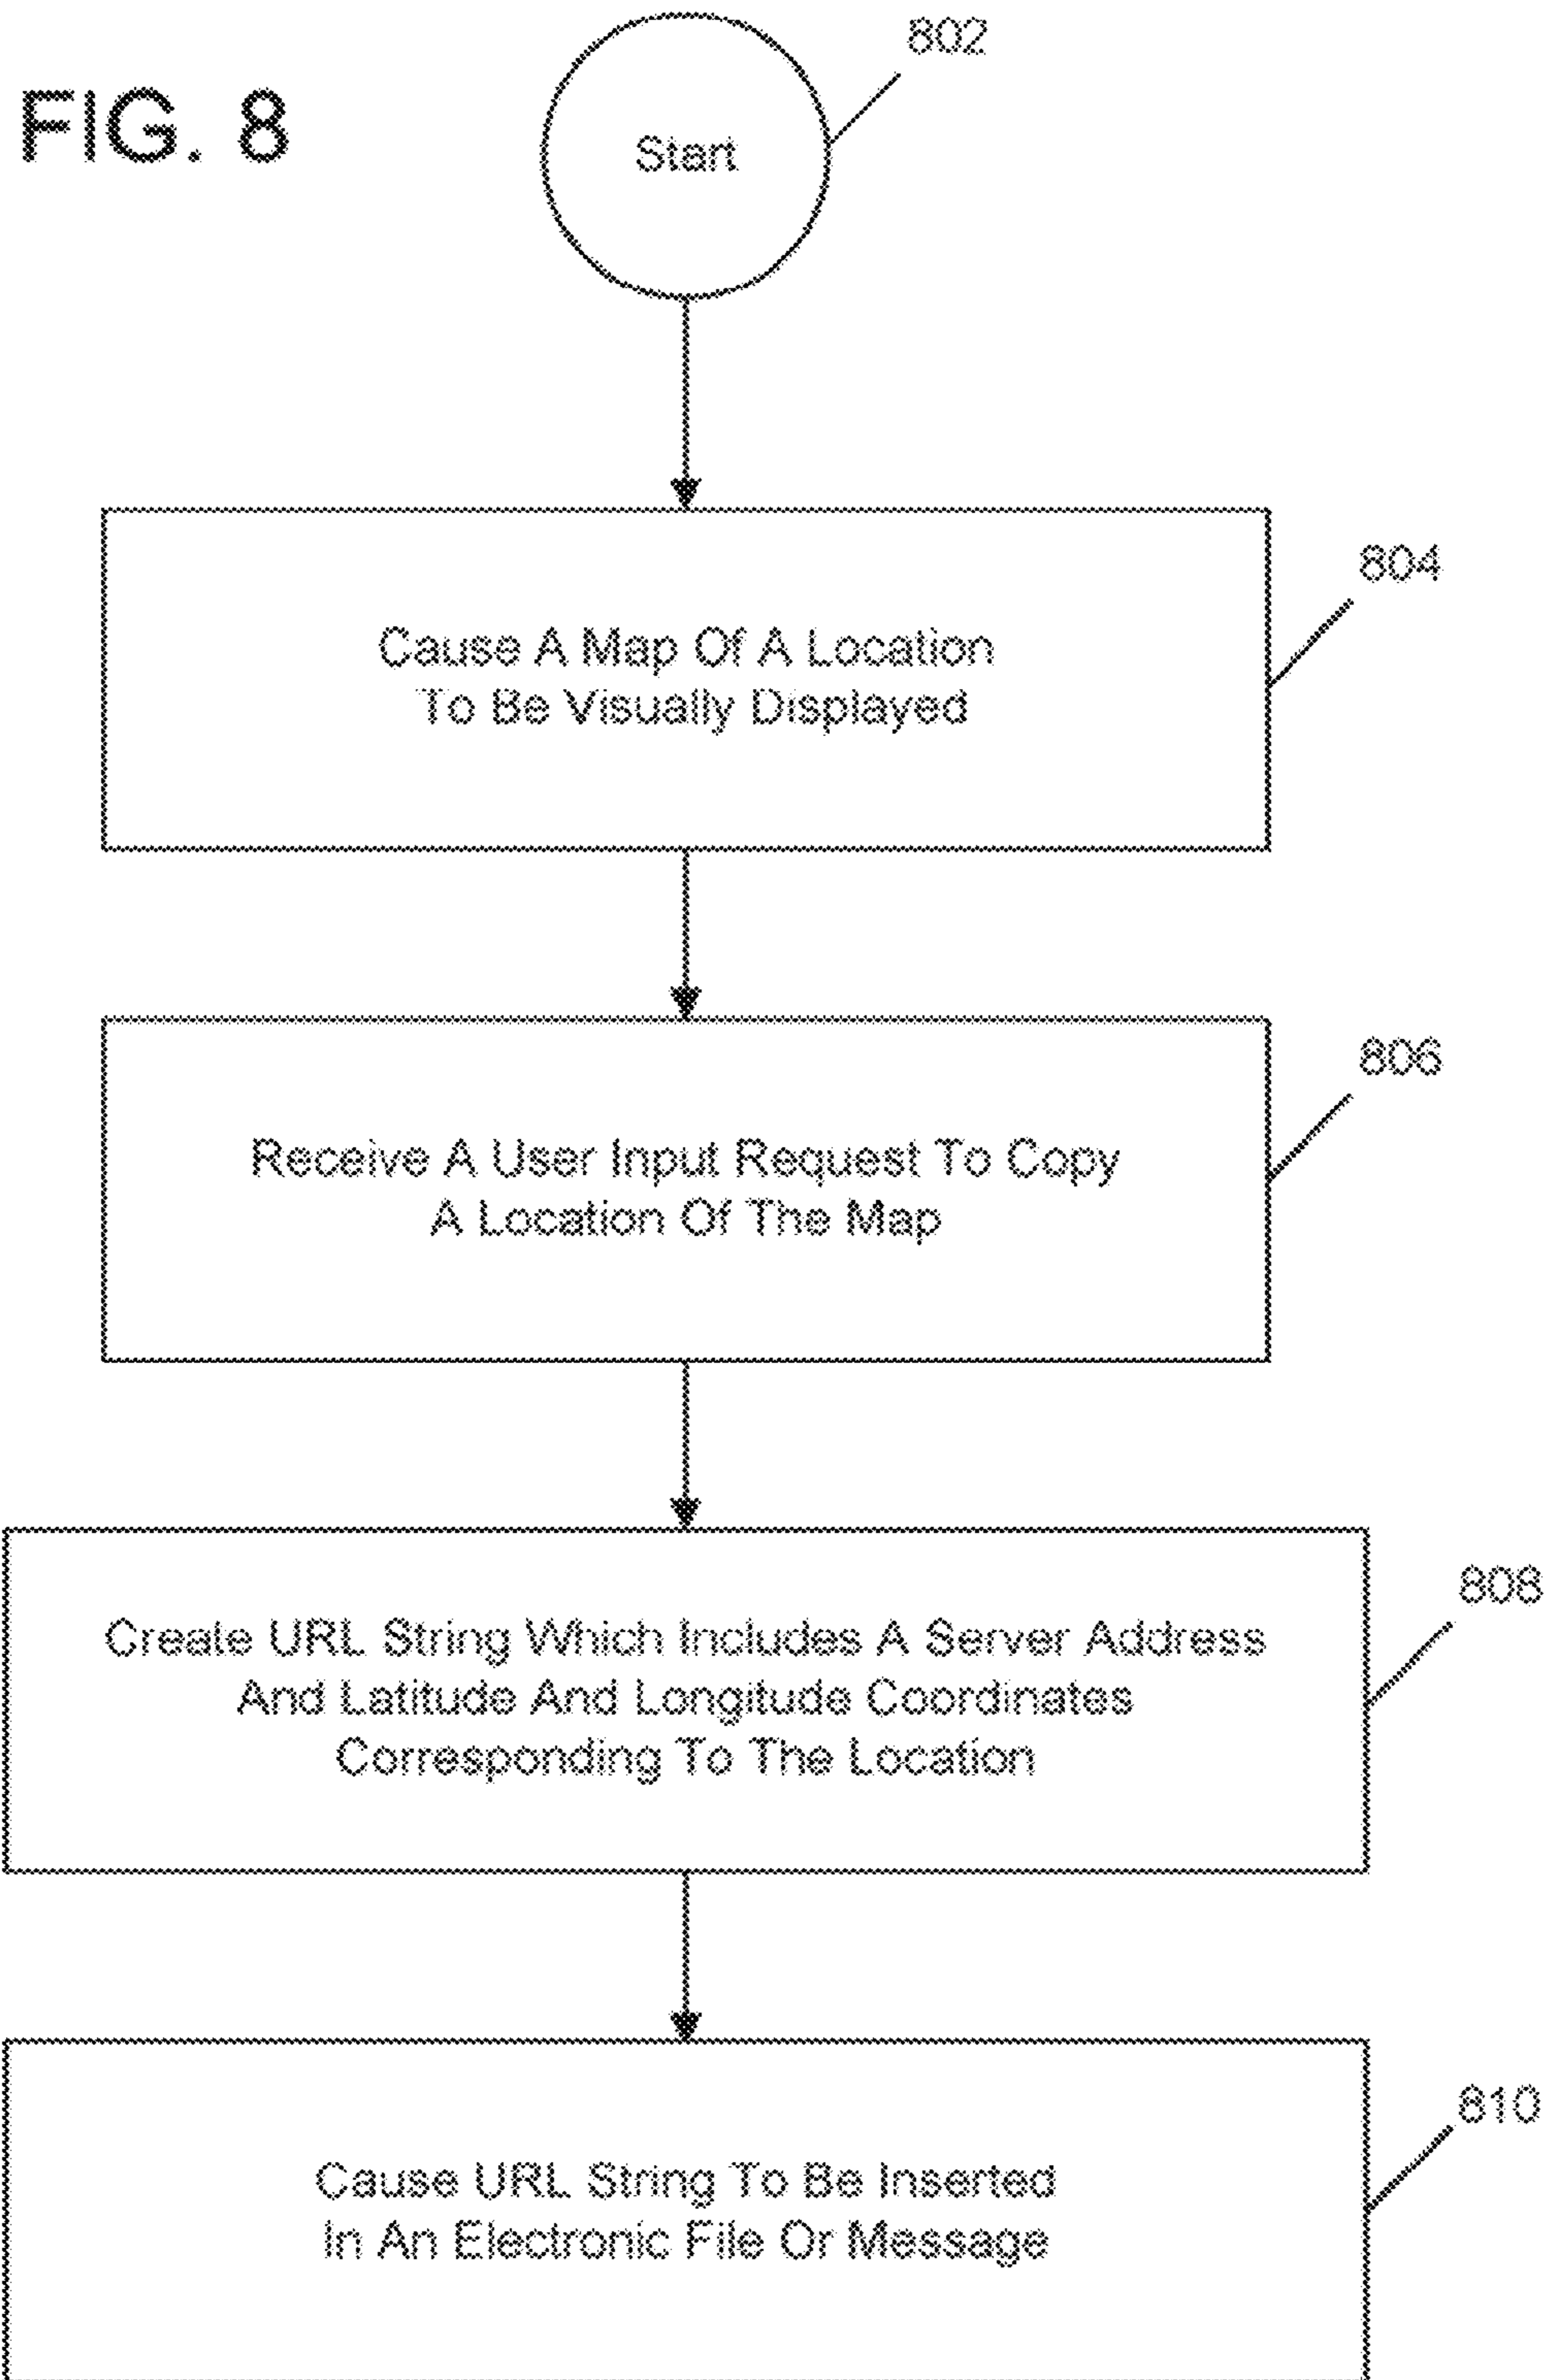 FIG. 8
802
Start
804
Cause A Map Of A Location
To Be Visually Displayed
806
Receive A User Input Request To Copy
A Location Of The Map
808
Create URL String Which Includes A Server Address
And Latitude And Longitude Coordinates
Corresponding To The Location
810
Cause URL String To Be Inserted
In An Electronic File Or Message